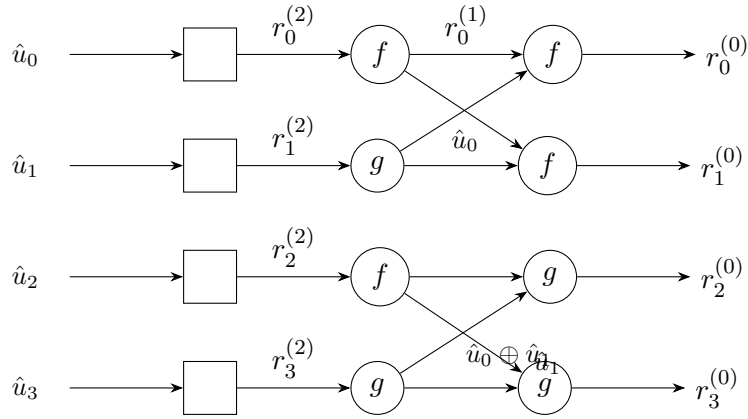 û₀ r₀⁽²⁾ f r₀⁽¹⁾ f r₀⁽⁰⁾
û₁ r₁⁽²⁾ g û₀ f r₁⁽⁰⁾
û₂ r₂⁽²⁾ f g r₂⁽⁰⁾
û₀ ⊕ û₁
û₁
û₃ r₃⁽²⁾ g g r₃⁽⁰⁾